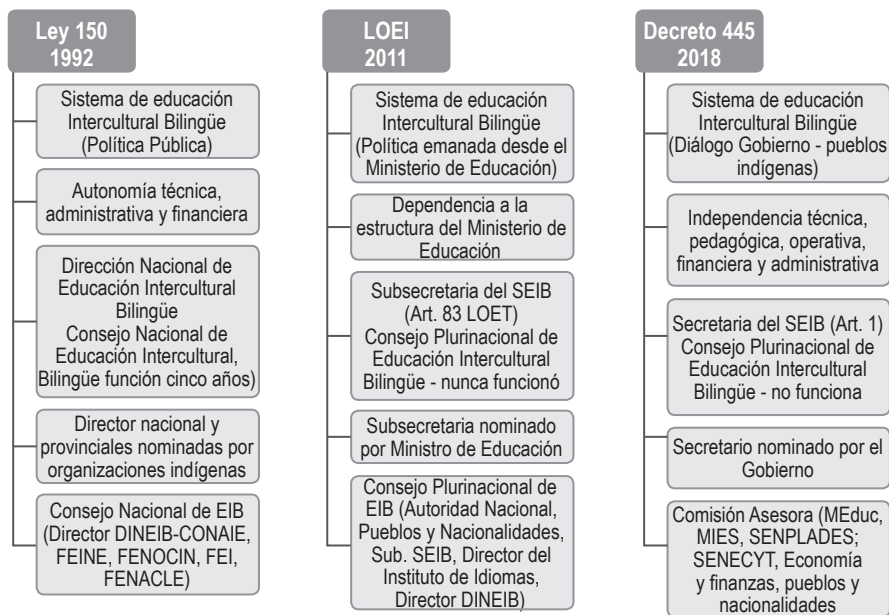 Ley 150
1992
Sistema de educación
Intercultural Bilingüe
(Política Pública)
Autonomía técnica,
administrativa y financiera
Dirección Nacional de
Educación Intercultural
Bilingüe
Consejo Nacional de
Educación Intercultural,
Bilingüe función cinco años)
Director nacional y
provinciales nominadas por
organizaciones indígenas
Consejo Nacional de EIB
(Director DINEIB-CONAIE,
FEINE, FENOCIN, FEI,
FENACLE)
LOEI
2011
Sistema de educación
Intercultural Bilingüe
(Política emanada desde el
Ministerio de Educación)
Dependencia a la
estructura del Ministerio de
Educación
Subsecretaria del SEIB
(Art. 83 LOET)
Consejo Plurinacional de
Educación Intercultural
Bilingüe - nunca funcionó
Subsecretaria nominado
por Ministro de Educación
Consejo Plurinacional de
EIB (Autoridad Nacional,
Pueblos y Nacionalidades,
Sub. SEIB, Director del
Instituto de Idiomas,
Director DINEIB)
Decreto 445
2018
Sistema de educación
Intercultural Bilingüe
(Diálogo Gobierno - pueblos
indígenas)
Independencia técnica,
pedagógica, operativa,
financiera y administrativa
Secretaria del SEIB (Art. 1)
Consejo Plurinacional de
Educación Intercultural
Bilingüe - no funciona
Secretario nominado por el
Gobierno
Comisión Asesora (MEduc,
MIES, SENPLADES;
SENECYT, Economía
y finanzas, pueblos y
nacionalidades